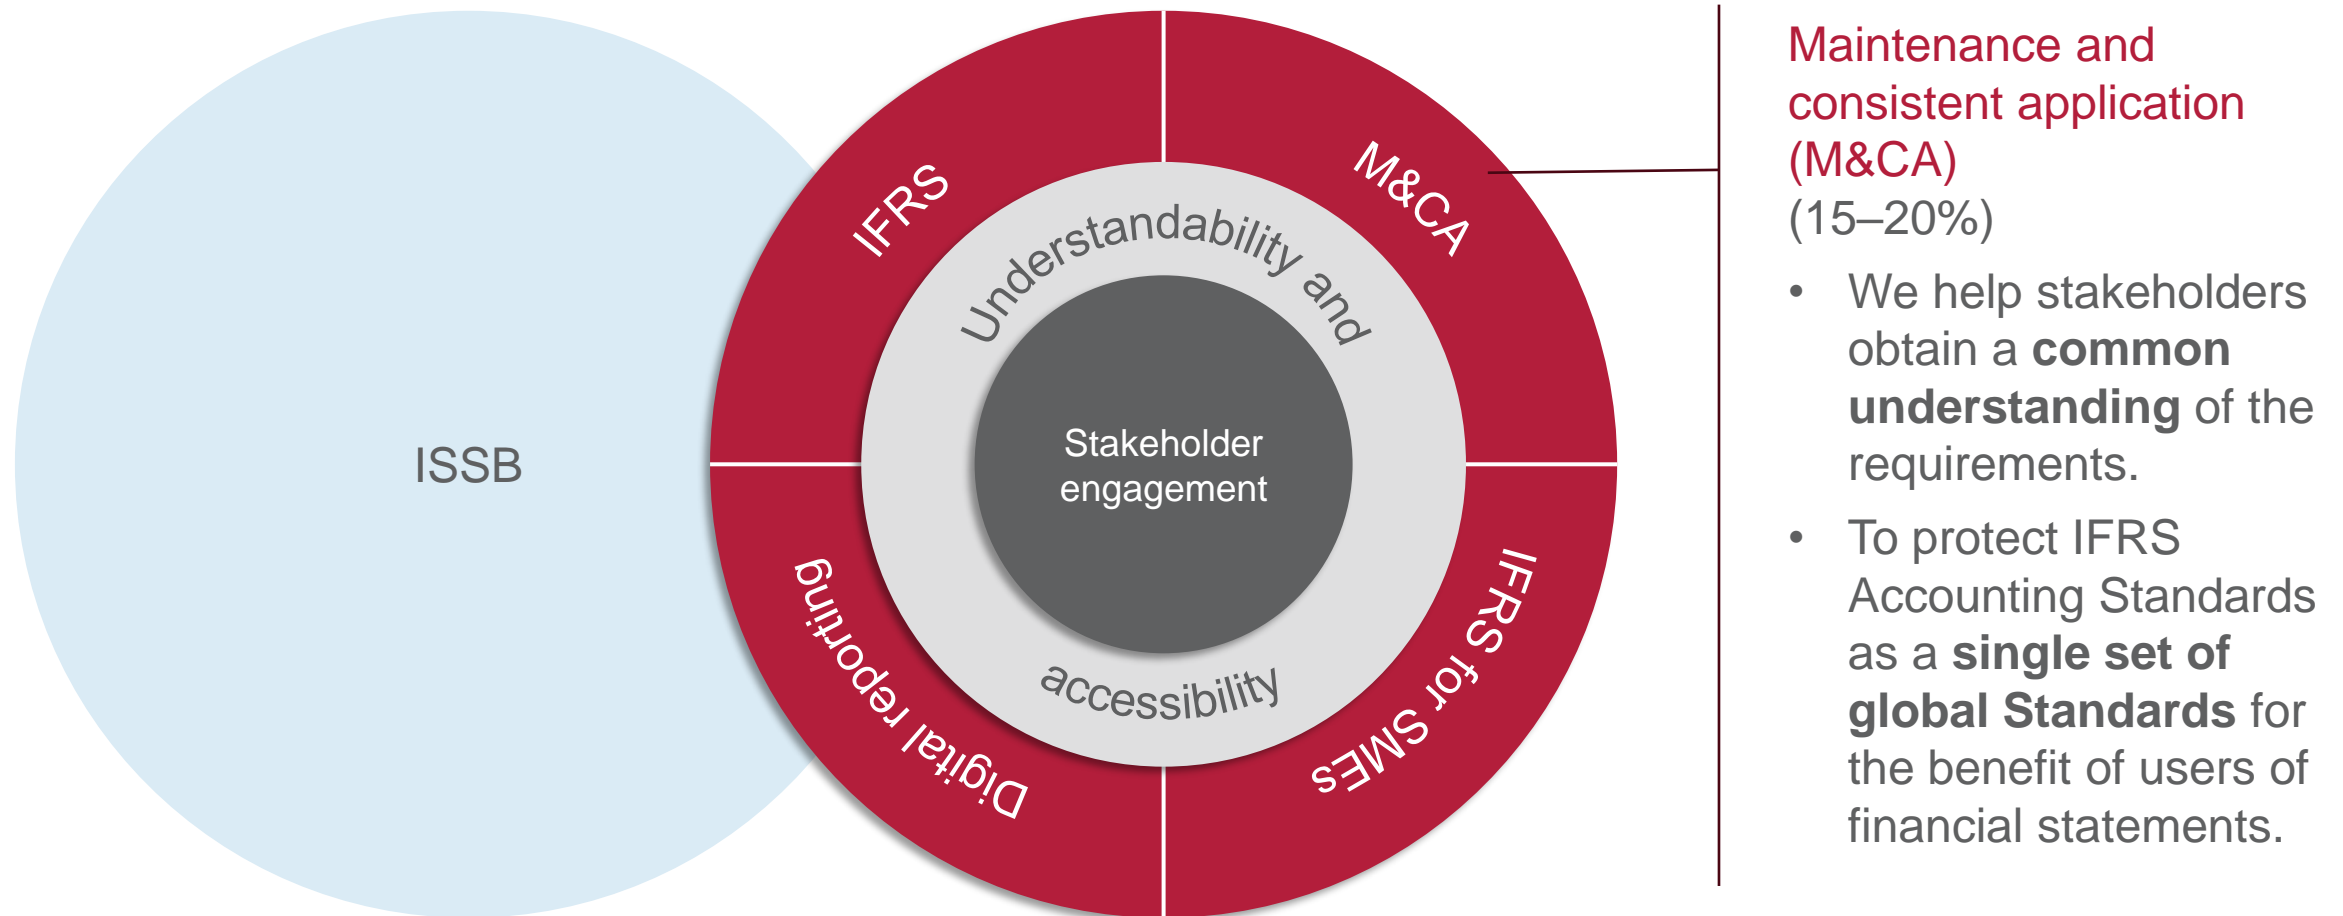 ISSB
IFRS
M&CA
Understandability and
accessibility
Stakeholder
engagement
Digital reporting
IFRS for SMEs
Maintenance and
consistent application
(M&CA)
(15–20%)
• We help stakeholders
obtain a common
understanding of the
requirements.
• To protect IFRS
Accounting Standards
as a single set of
global Standards for
the benefit of users of
financial statements.